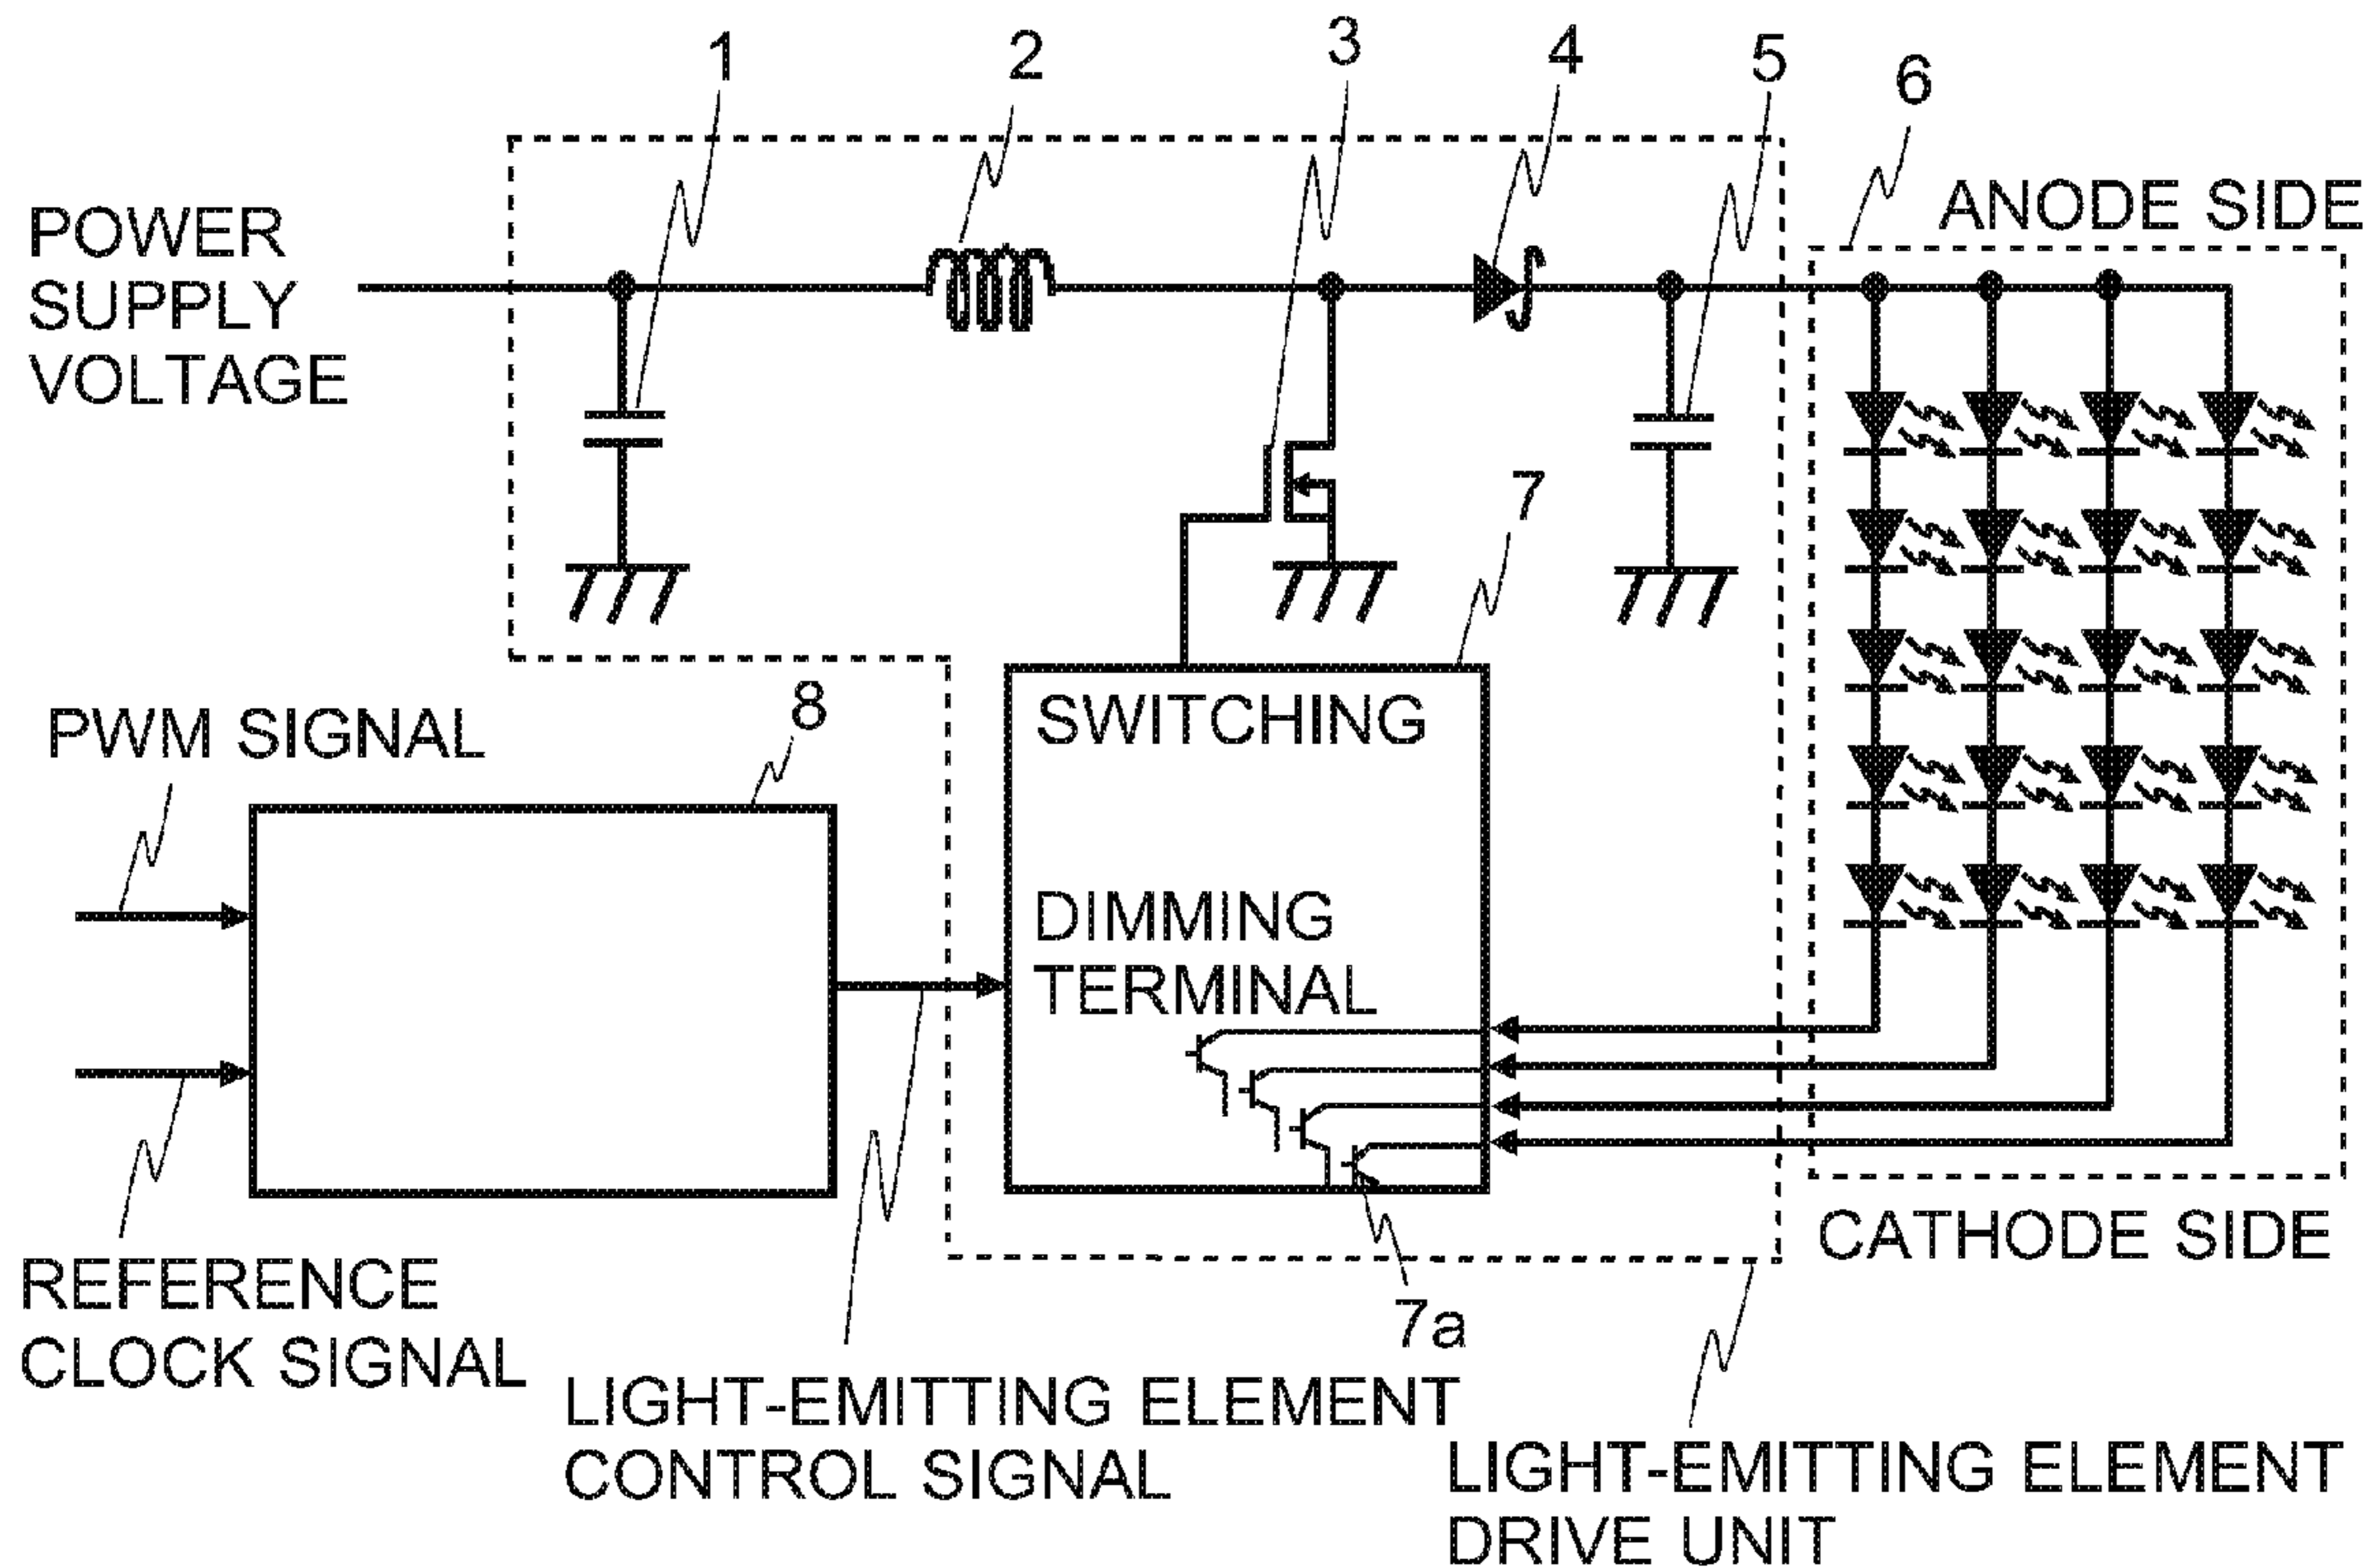 1
2
3
4
5
6
ANODE SIDE
POWER
SUPPLY
VOLTAGE
7
SWITCHING
8
PWM SIGNAL
DIMMING
TERMINAL
CATHODE SIDE
REFERENCE
CLOCK SIGNAL
7a
LIGHT-EMITTING ELEMENT
CONTROL SIGNAL
LIGHT-EMITTING ELEMENT
DRIVE UNIT